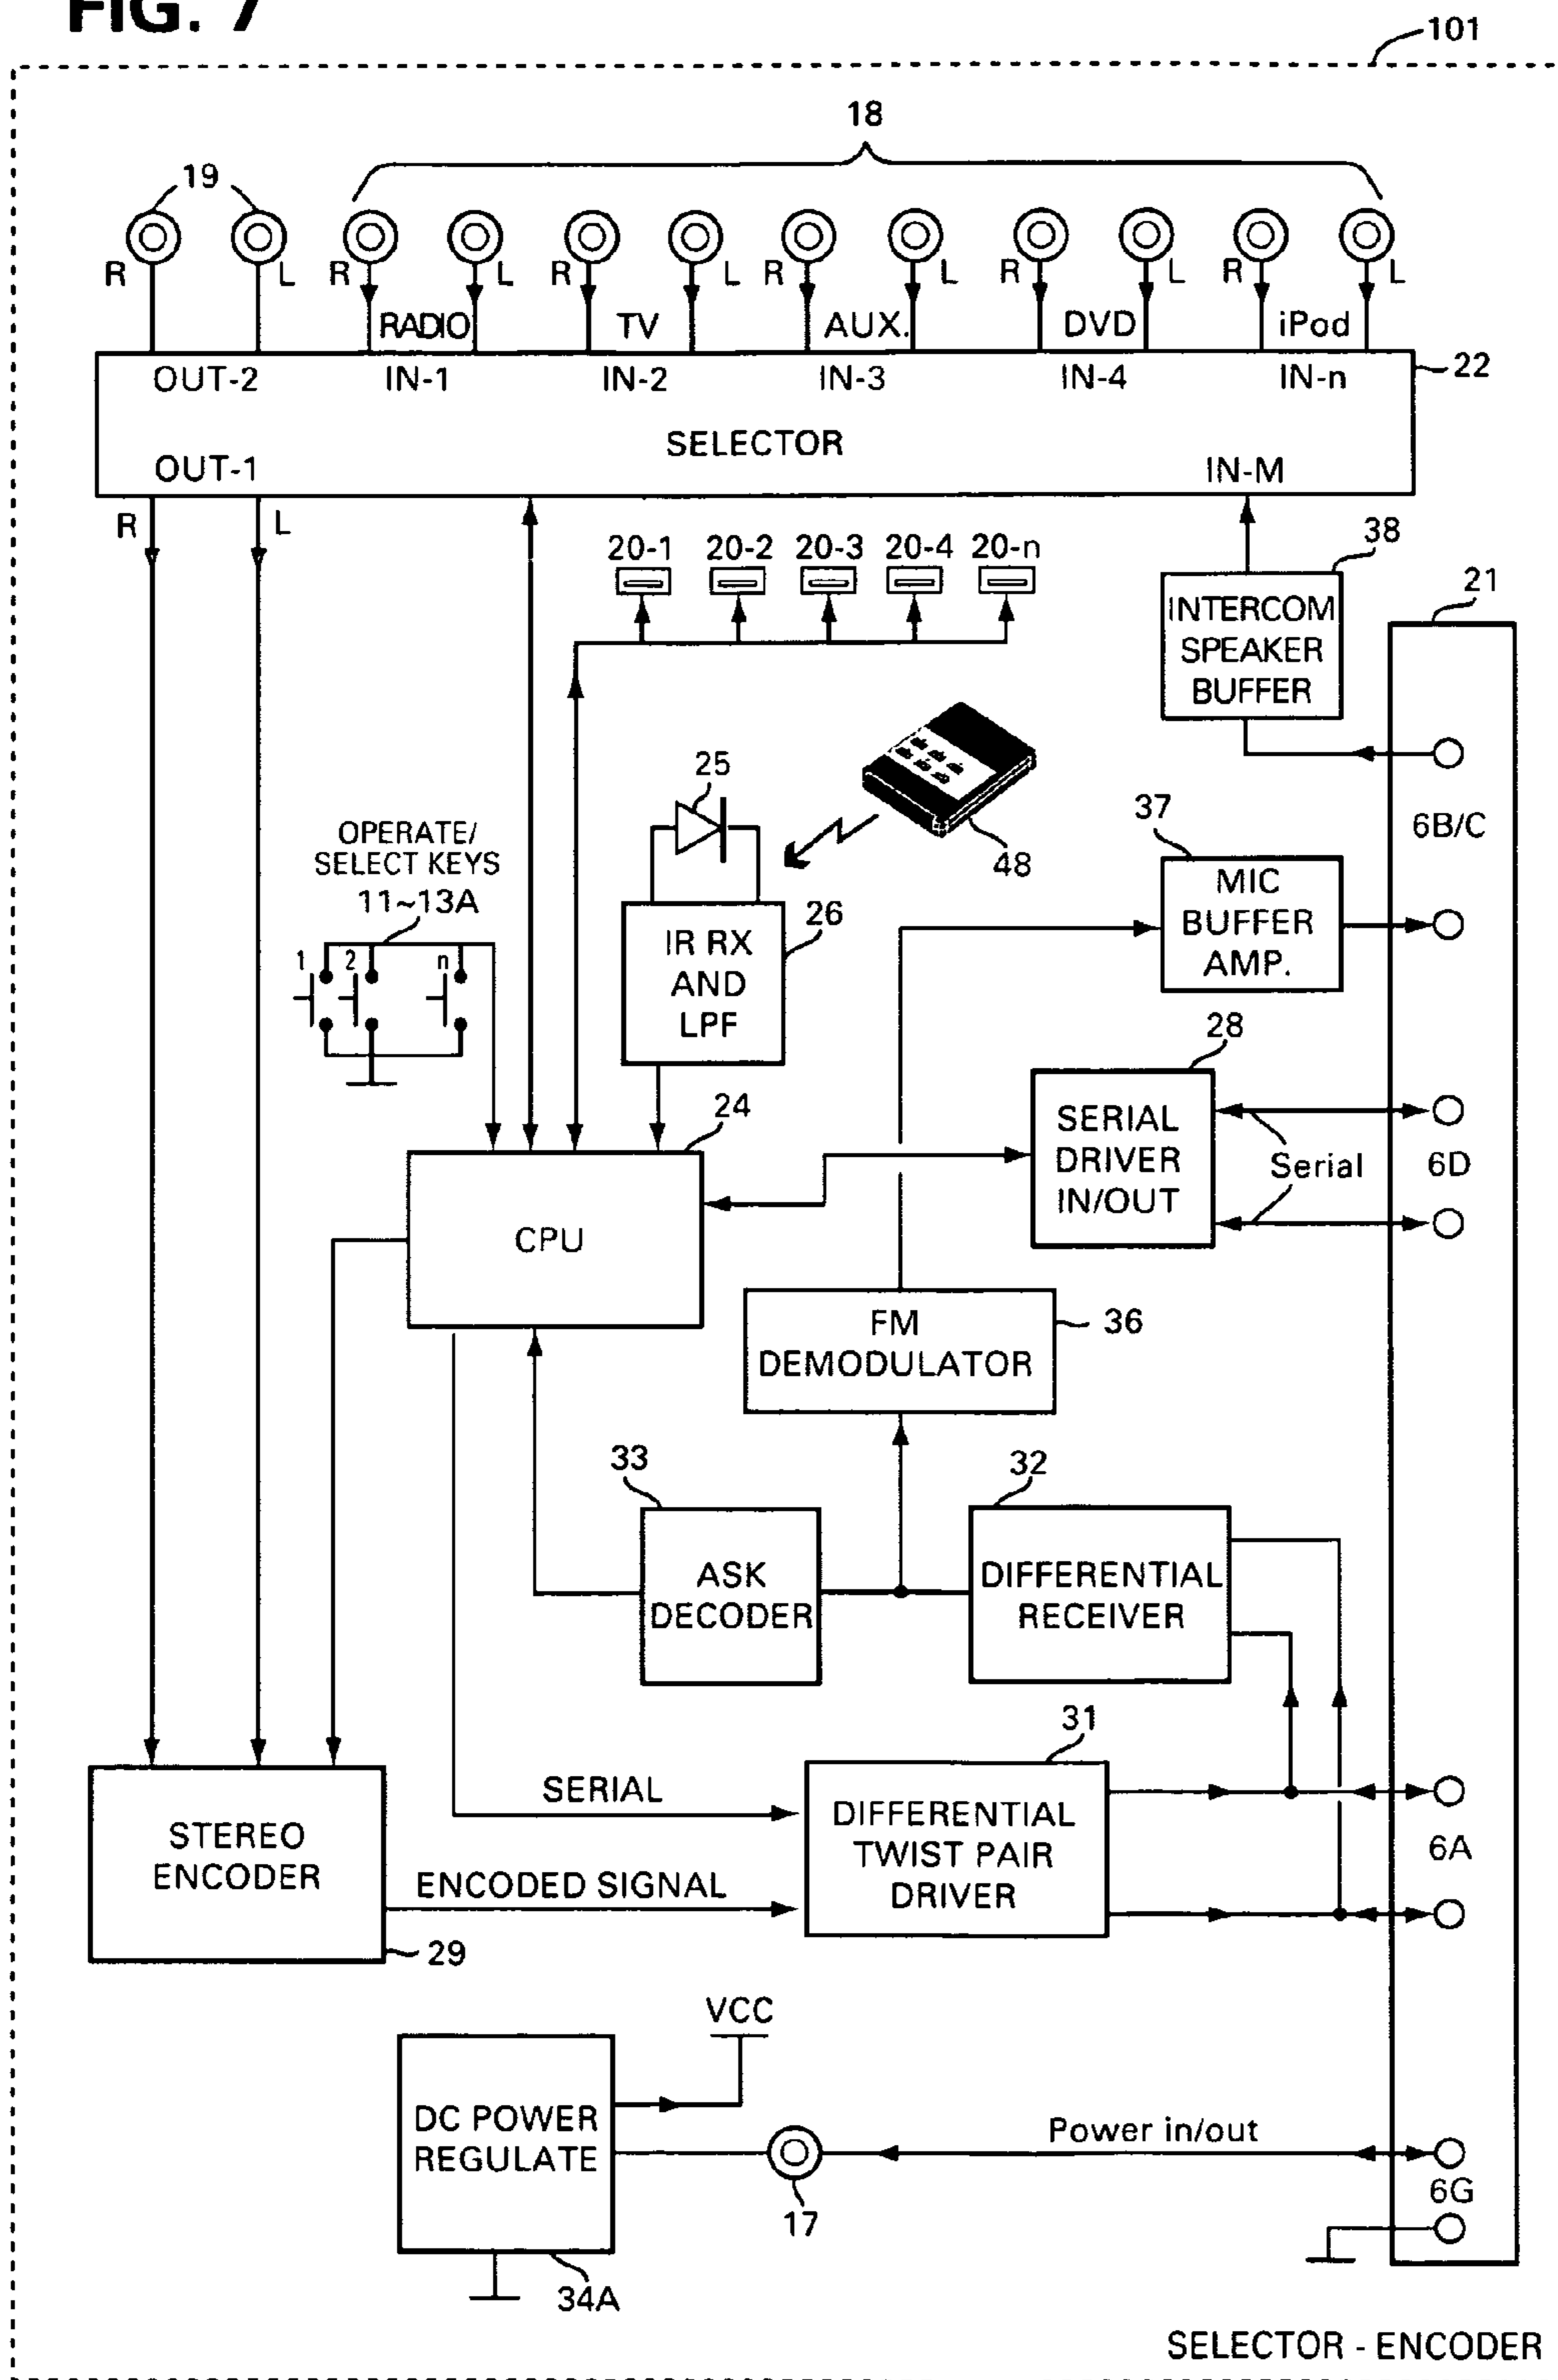 FIG. 7
101
18
19
R L R L R L R L R L R L
RADIO TV AUX. DVD iPod
OUT-2 IN-1 IN-2 IN-3 IN-4 IN-n
22
SELECTOR
OUT-1 IN-M
R L
20-1 20-2 20-3 20-4 20-n
38
21
INTERCOM
SPEAKER
BUFFER
25
48
6B/C
37
OPERATE/
SELECT KEYS
11~13A
1 2 n
26
IR RX
AND
LPF
MIC
BUFFER
AMP.
28
24
SERIAL
DRIVER
IN/OUT
Serial
6D
CPU
FM
DEMODULATOR
36
33
32
ASK
DECODER
DIFFERENTIAL
RECEIVER
31
SERIAL
DIFFERENTIAL
TWIST PAIR
DRIVER
6A
STEREO
ENCODER
ENCODED SIGNAL
29
VCC
DC POWER
REGULATE
Power in/out
17
6G
34A
SELECTOR - ENCODER